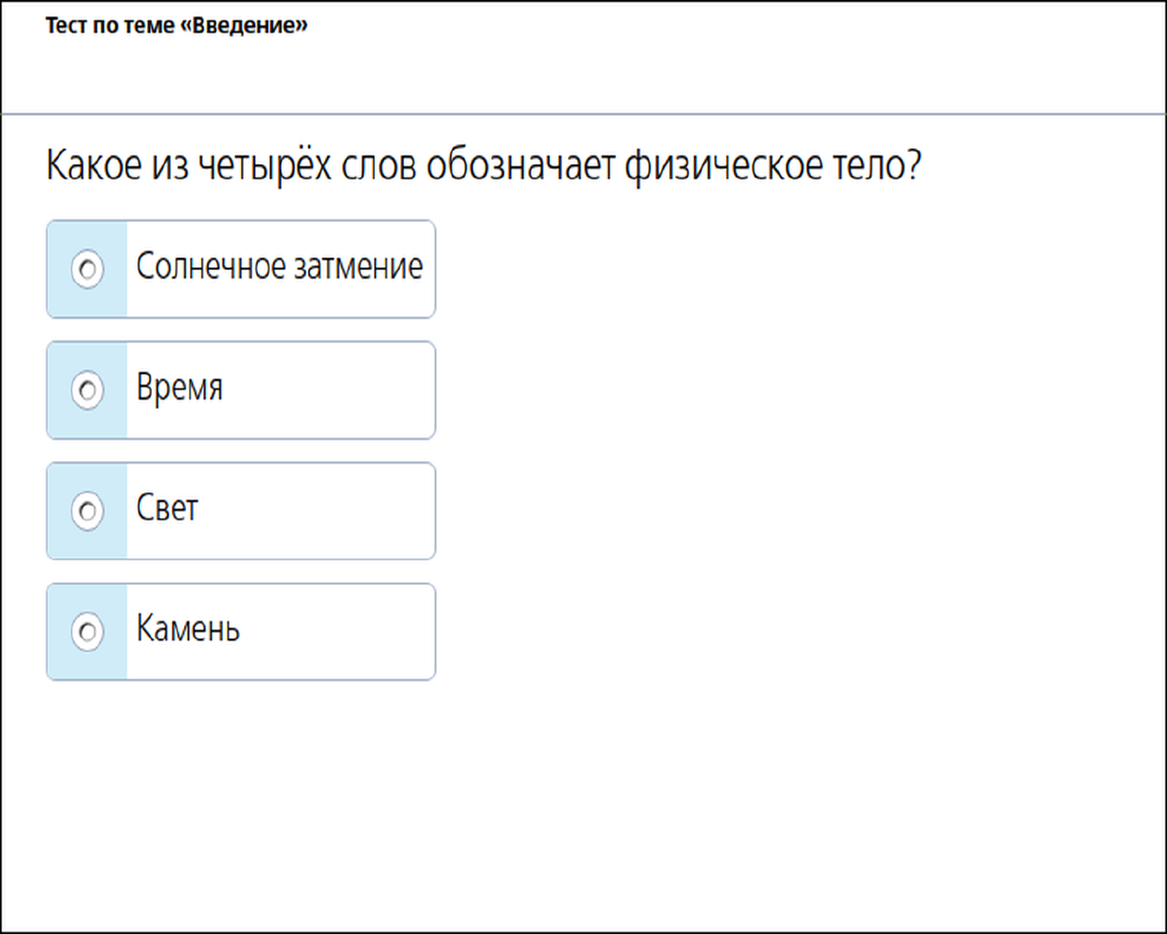 Тест по теме «Введение»
Какое из четырёх слов обозначает физическое тело?
Солнечное затмение
Время
Свет
Камень